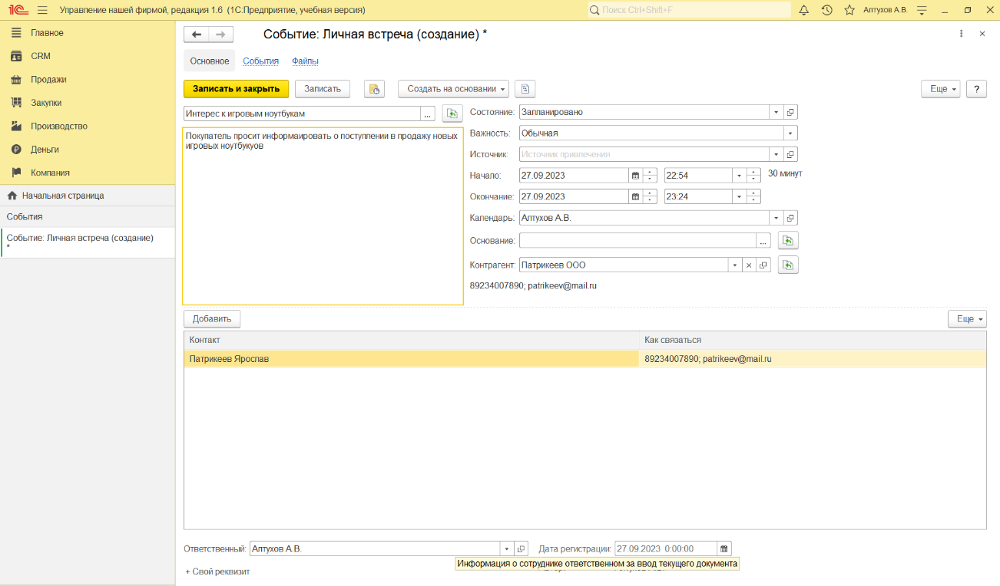 1С Управление нашей фирмой, редакция 1.6 (1С:Предприятие, учебная версия) Поиск Ctrl+Shift+F Алтухов А.В.
Главное
CRM
Продажи
Закупки
Производство
Деньги
Компания
Начальная страница
События
Событие: Личная встреча (создание)
*
Событие: Личная встреча (создание) *
Основное События Файлы
Записать и закрыть Записать Создать на основании Еще ?
Интерес к игровым ноутбукам ...
Покупатель просит информаировать о поступлении в продажу новых
игровых ноутбукуов
Состояние: Запланировано
Важность: Обычная
Источник: Источник привлечения
Начало: 27.09.2023 22:54 30 минут
Окончание: 27.09.2023 23:24
Календарь: Алтухов А.В.
Основание: ...
Контрагент: Патрикеев ООО
89234007890; patrikeev@mail.ru
Добавить Еще
Контакт Как связаться
Патрикеев Ярослав 89234007890; patrikeev@mail.ru
Ответственный: Алтухов А.В. Дата регистрации: 27.09.2023 0:00:00
Информация о сотруднике ответственном за ввод текущего документа
+ Свой реквизит